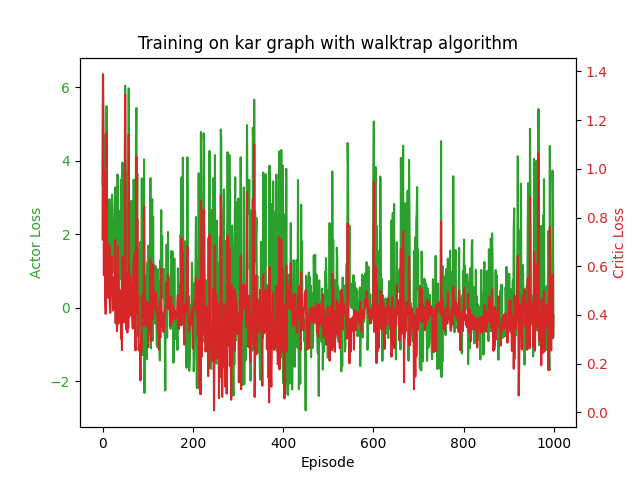 Training on kar graph with walktrap algorithm
6
4
2
0
−2
Actor Loss
1.4
1.2
1.0
0.8
0.6
0.4
0.2
0.0
Critic Loss
0 200 400 600 800 1000
Episode